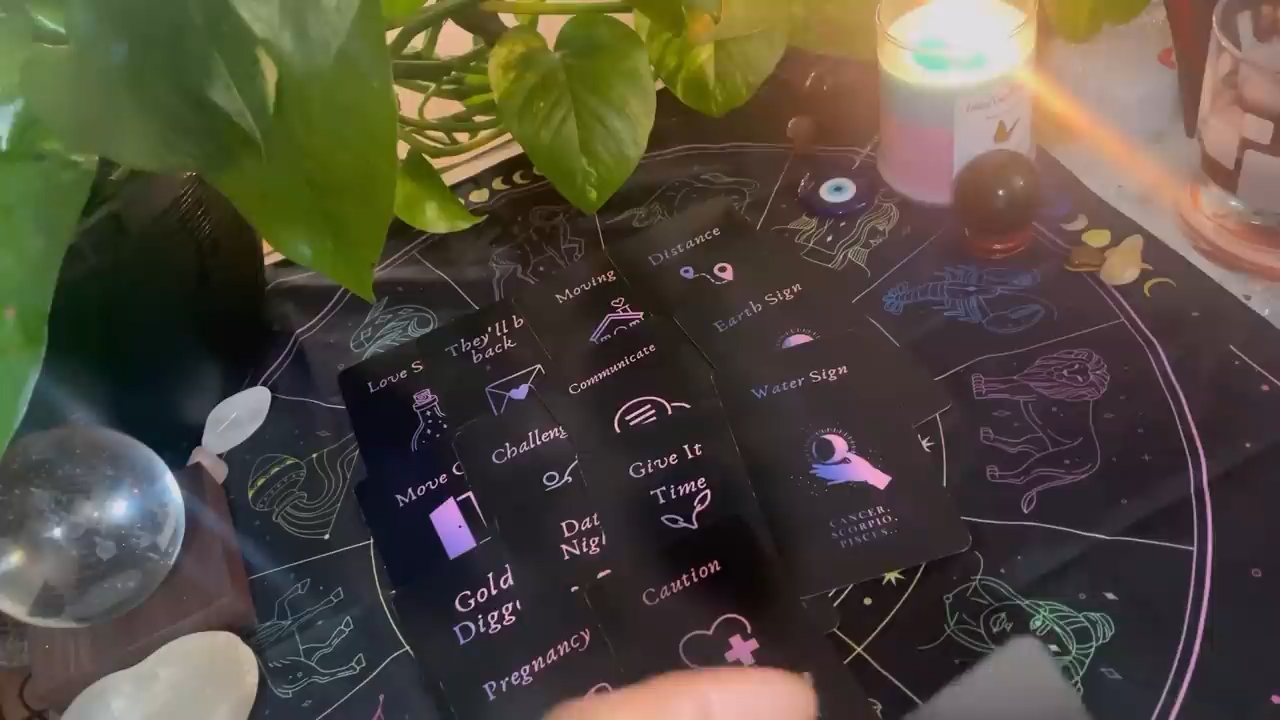 Distance
Moving
Earth Sign
They'll b
back
Love S
Communicate
Water Sign
Challeng
Move C
Give It
Time
Dat
Nig
CANCER.
SCORPIO.
PISCES.
Gold
Digg
Caution
Pregnancy